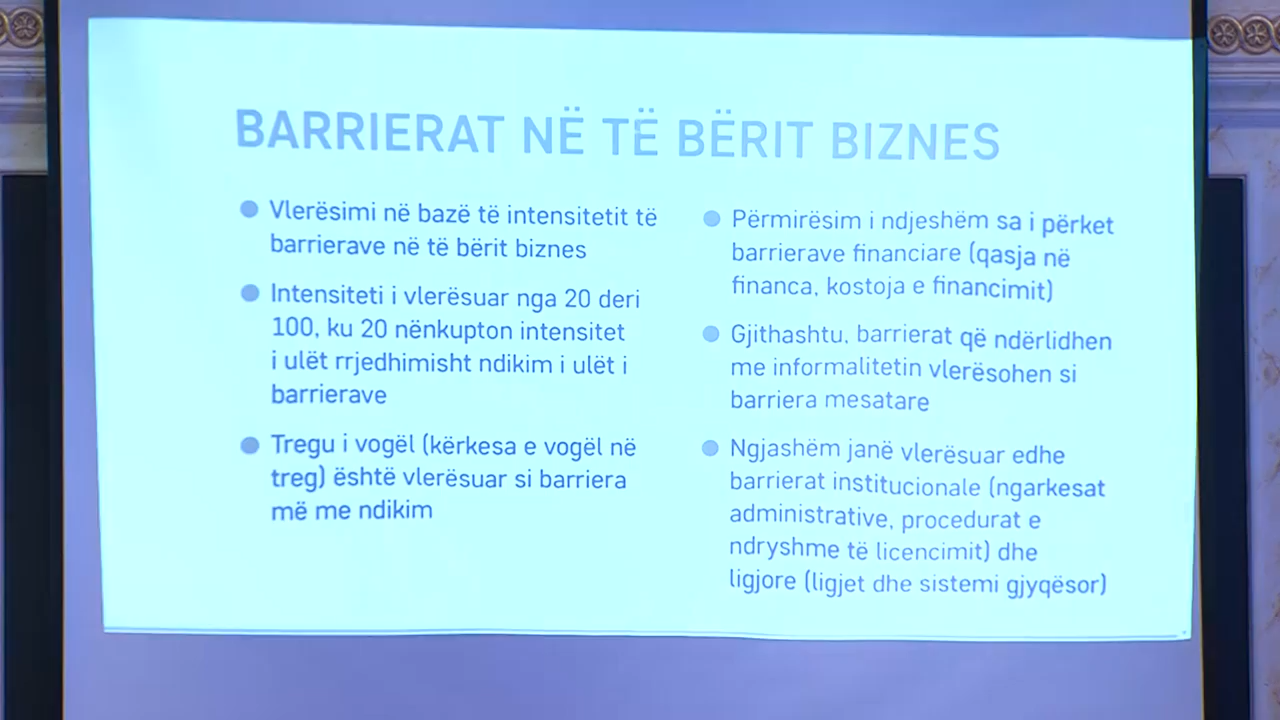 BARRIERAT NË TË BËRIT BIZNES
Vlerësimi në bazë të intensitetit të
barrierave në të bërit biznes
Intensiteti i vlerësuar nga 20 deri
100, ku 20 nënkupton intensitet
i ulët rrjedhimisht ndikim i ulët i
barrierave
Tregu i vogël (kërkesa e vogël në
treg) është vlerësuar si barriera
më me ndikim
Përmirësim i ndjeshëm sa i përket
barrierave financiare (qasja në
financa, kostoja e financimit)
Gjithashtu, barrierat që ndërlidhen
me informalitetin vlerësohen si
barriera mesatare
Ngjashëm janë vlerësuar edhe
barrierat institucionale (ngarkesat
administrative, procedurat e
ndryshme të licencimit) dhe
ligjore (ligjet dhe sistemi gjyqësor)